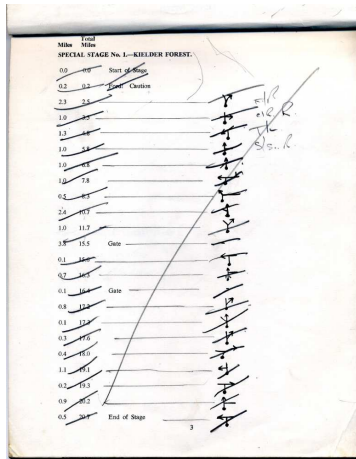 Total
Miles Miles
SPECIAL STAGE No. 1.—KIELDER FOREST.
0.0 0.0 Start of Stage
0.2 0.2 Ford! Caution
2.3 2.5
1.0 3.5
1.3 4.8
1.0 5.8
1.0 6.8
1.0 7.8
0.5 8.3
2.4 10.7
1.0 11.7
3.8 15.5 Gate
0.1 15.6
0.7 16.3
0.1 16.4 Gate
0.8 17.2
0.1 17.3
0.3 17.6
0.4 18.0
1.1 19.1
0.2 19.3
0.9 20.2
0.5 20.7 End of Stage
3